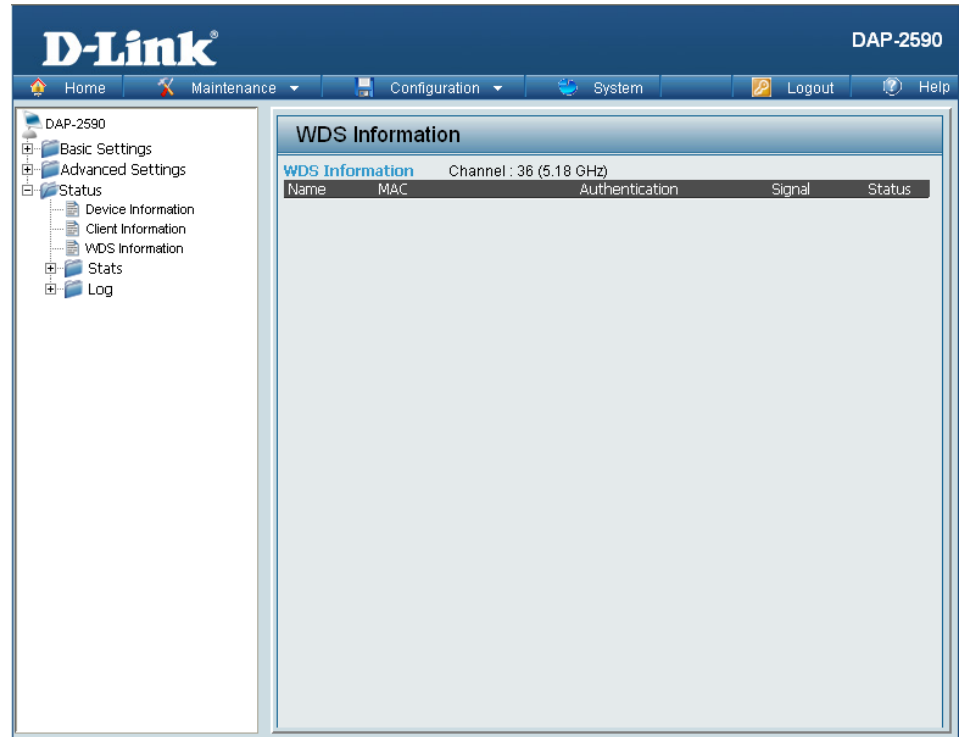 D-Link®
DAP-2590
Home Maintenance Configuration System Logout Help
DAP-2590
Basic Settings
Advanced Settings
Status
Device Information
Client Information
WDS Information
Stats
Log
WDS Information
WDS Information Channel : 36 (5.18 GHz)
Name MAC Authentication Signal Status